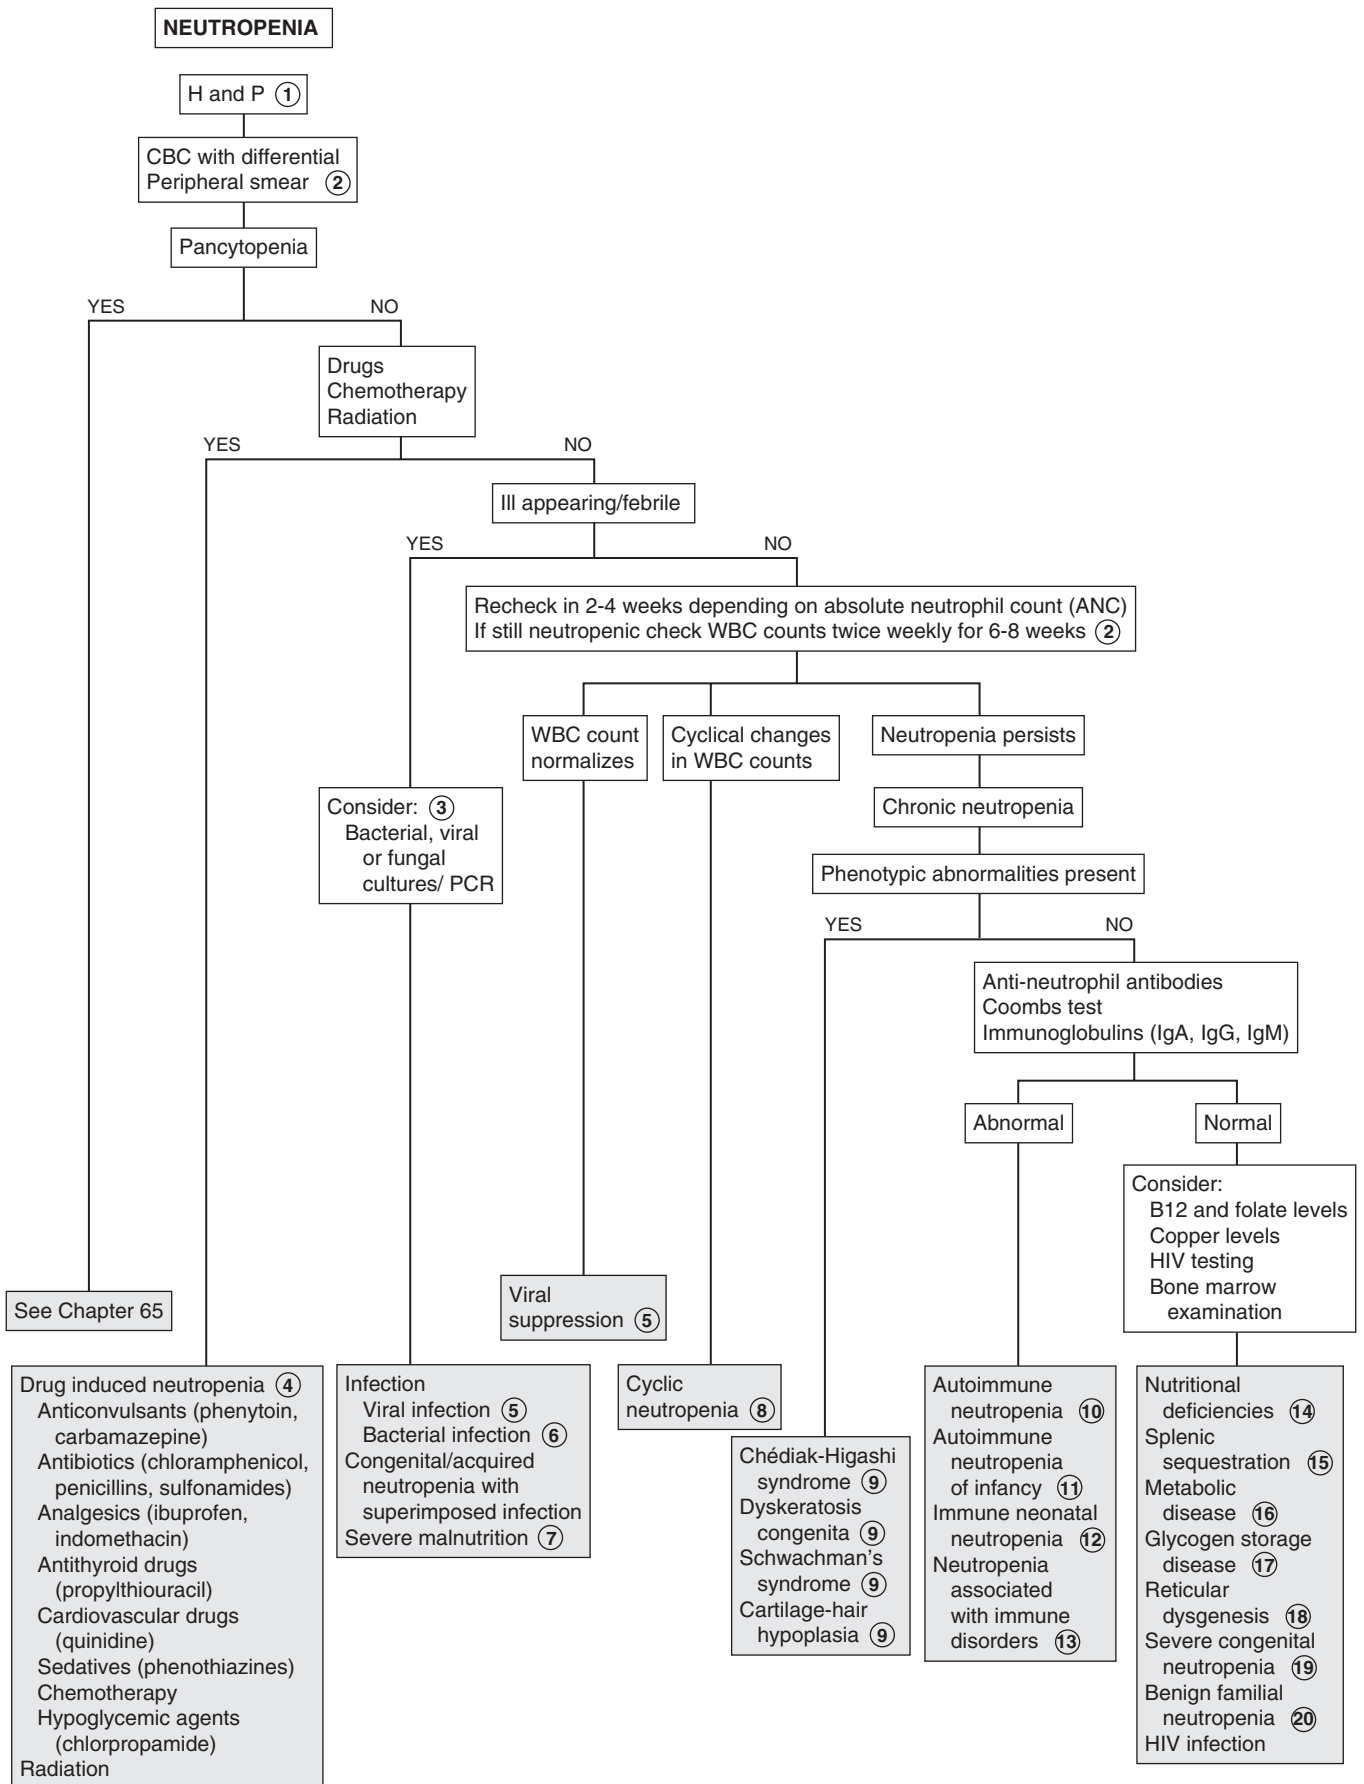 NEUTROPENIA
H and P ①
CBC with differential
Peripheral smear ②
Pancytopenia
YES
NO
Drugs
Chemotherapy
Radiation
YES
NO
Ill appearing/febrile
YES
NO
Recheck in 2-4 weeks depending on absolute neutrophil count (ANC)
If still neutropenic check WBC counts twice weekly for 6-8 weeks ②
WBC count
normalizes
Cyclical changes
in WBC counts
Neutropenia persists
Consider: ③
Bacterial, viral
or fungal
cultures/ PCR
Chronic neutropenia
Phenotypic abnormalities present
YES
NO
Anti-neutrophil antibodies
Coombs test
Immunoglobulins (IgA, IgG, IgM)
Abnormal
Normal
Consider:
B12 and folate levels
Copper levels
HIV testing
Bone marrow
examination
See Chapter 65
Viral
suppression ⑤
Drug induced neutropenia ④
Anticonvulsants (phenytoin,
carbamazepine)
Antibiotics (chloramphenicol,
penicillins, sulfonamides)
Analgesics (ibuprofen,
indomethacin)
Antithyroid drugs
(propylthiouracil)
Cardiovascular drugs
(quinidine)
Sedatives (phenothiazines)
Chemotherapy
Hypoglycemic agents
(chlorpropamide)
Radiation
Infection
Viral infection ⑤
Bacterial infection ⑥
Congenital/acquired
neutropenia with
superimposed infection
Severe malnutrition ⑦
Cyclic
neutropenia ⑧
Chédiak-Higashi
syndrome ⑨
Dyskeratosis
congenita ⑨
Schwachman's
syndrome ⑨
Cartilage-hair
hypoplasia ⑨
Autoimmune
neutropenia ⑩
Autoimmune
neutropenia
of infancy ⑪
Immune neonatal
neutropenia ⑫
Neutropenia
associated
with immune
disorders ⑬
Nutritional
deficiencies ⑭
Splenic
sequestration ⑮
Metabolic
disease ⑯
Glycogen storage
disease ⑰
Reticular
dysgenesis ⑱
Severe congenital
neutropenia ⑲
Benign familial
neutropenia ⑳
HIV infection